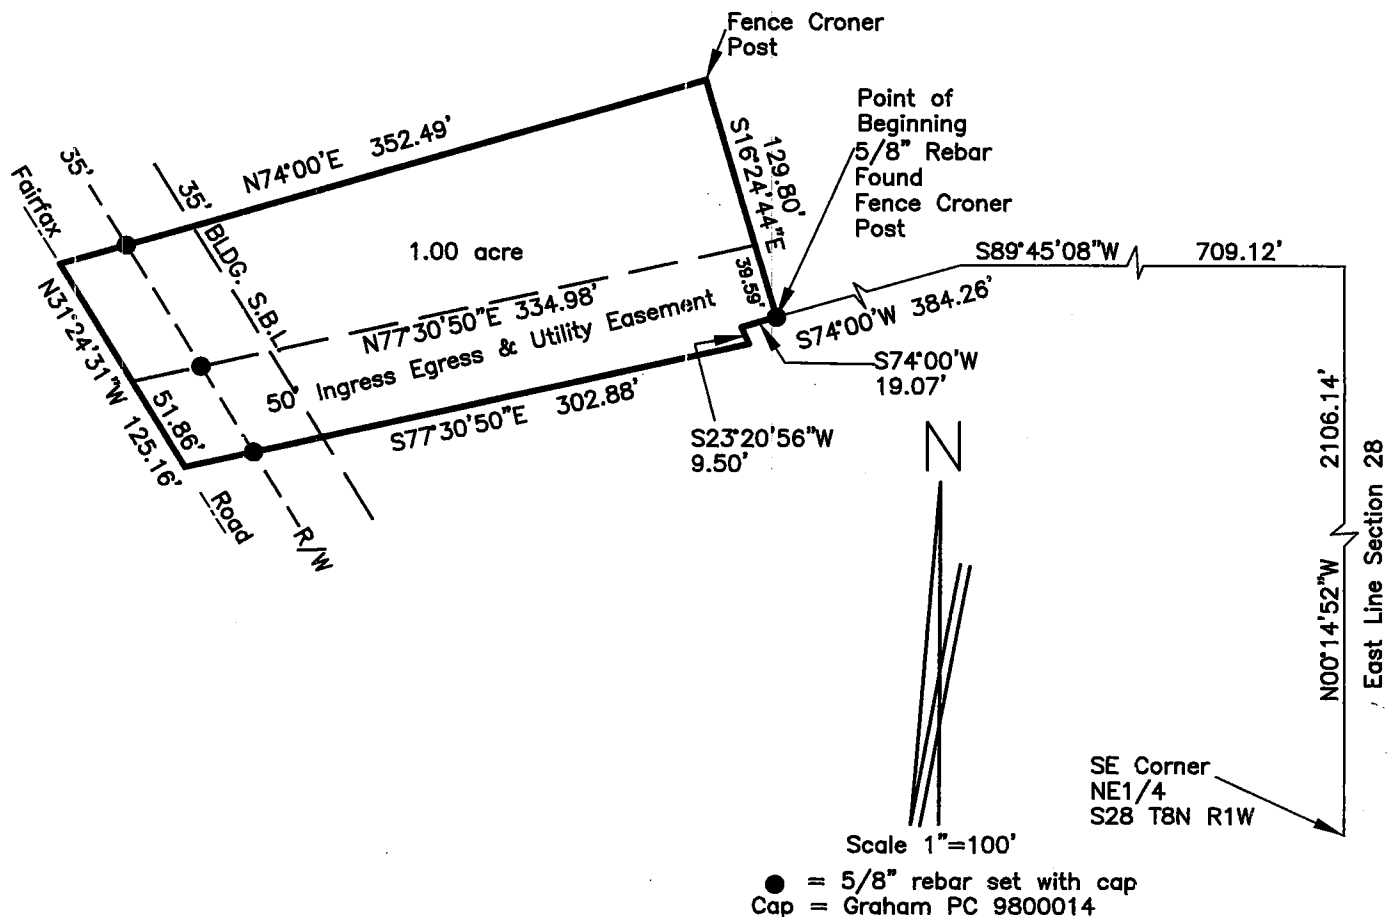 Fence Croner
Post
Point of
Beginning
5/8" Rebar
Found
Fence Croner
Post
N74°00'E 352.49'
35'
Fairfax
35'
BLDG. S.B.L.
S16°24'44"E
129.80'
1.00 acre
39.59'
S89°45'08"W 709.12'
S74°00'W 384.26'
N77°30'50"E 334.98'
50' Ingress Egress & Utility Easement
N31°24'31"W 125.16'
51.86'
S77°30'50"E 302.88'
S74°00'W
19.07'
S23°20'56"W
9.50'
Road
R/W
N
N00°14'52"W 2106.14'
East Line Section 28
SE Corner
NE1/4
S28 T8N R1W
Scale 1"=100'
= 5/8" rebar set with cap
Cap = Graham PC 9800014